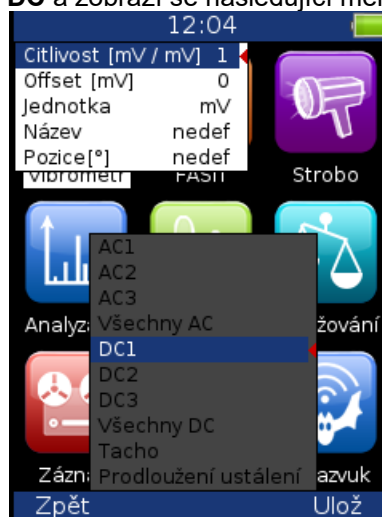 DC a zobrazí se následující menu
12:04
Citlivost [mV / mV] 1
Offset [mV] 0
Jednotka mV
Název nedef
Pozice[°] nedef
Vibrometr FASIT Strobo
AC1
AC2
AC3
Analyz Všechny AC žování
DC1
DC2
DC3
Všechny DC
Tacho
Zázn Prodloužení ustálení azvuk
Zpět Ulož